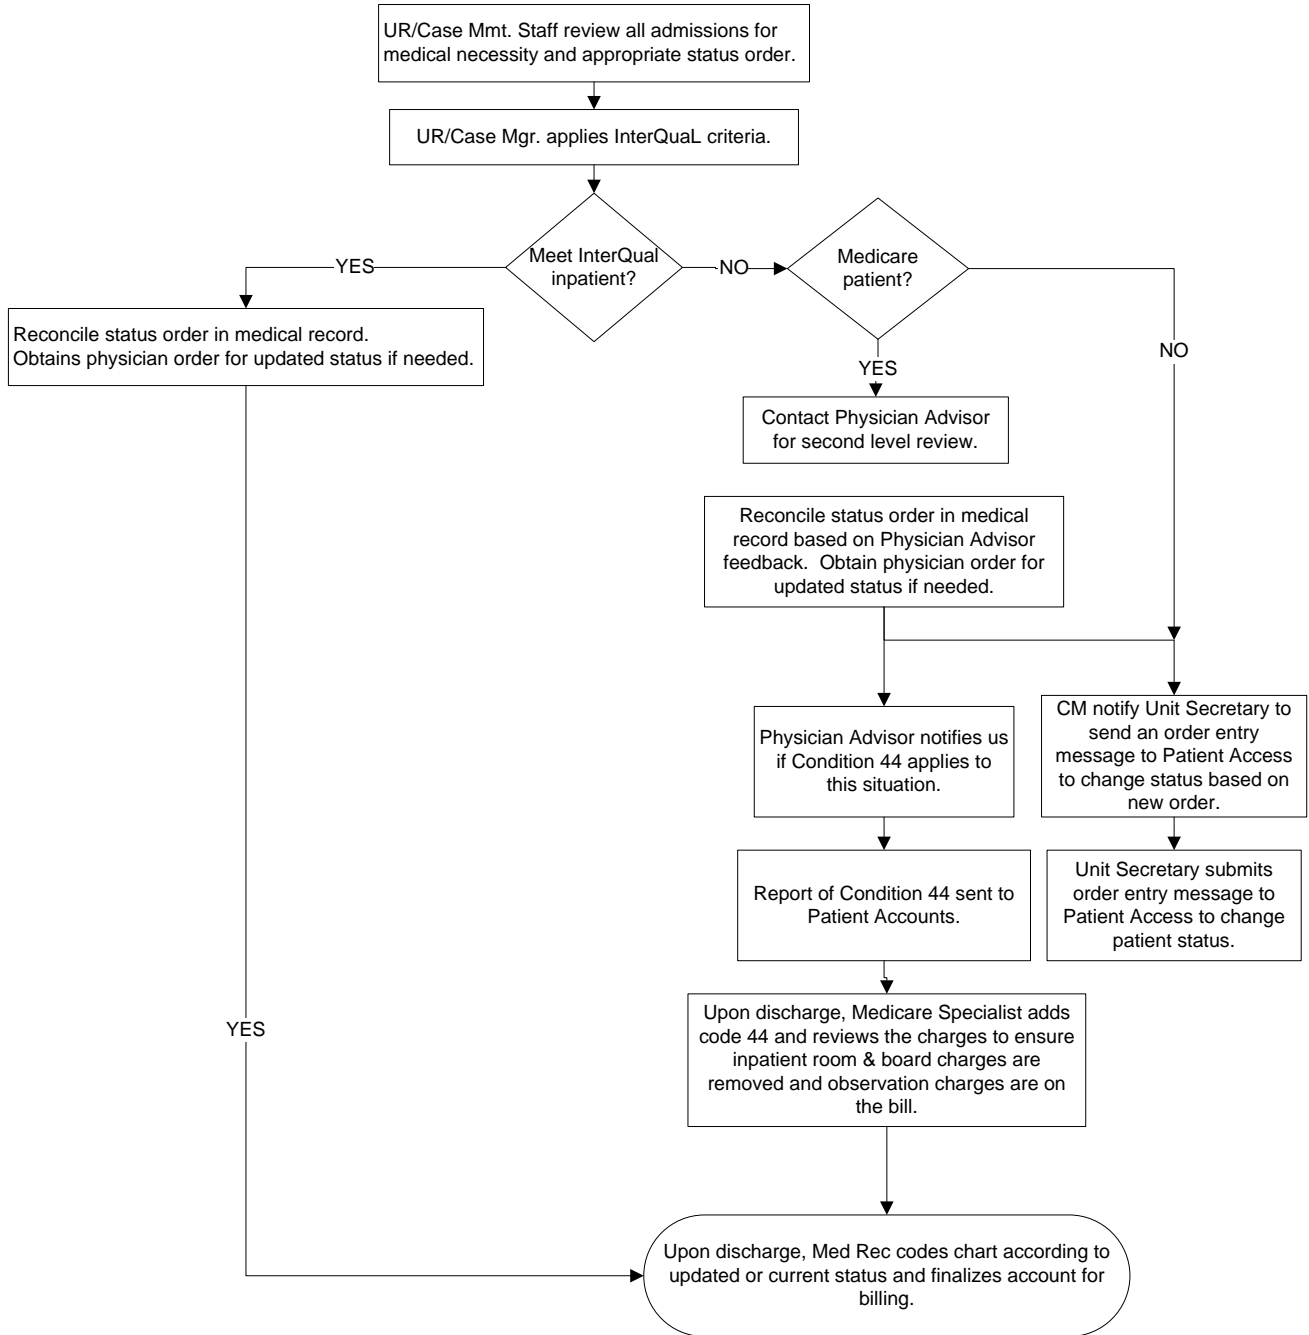 UR/Case Mmt. Staff review all admissions for
medical necessity and appropriate status order.
UR/Case Mgr. applies InterQuaL criteria.
Meet InterQual
inpatient?
YES
NO
Medicare
patient?
Reconcile status order in medical record.
Obtains physician order for updated status if needed.
NO
YES
Contact Physician Advisor
for second level review.
Reconcile status order in medical
record based on Physician Advisor
feedback.  Obtain physician order for
updated status if needed.
Physician Advisor notifies us
if Condition 44 applies to
this situation.
CM notify Unit Secretary to
send an order entry
message to Patient Access
to change status based on
new order.
Report of Condition 44 sent to
Patient Accounts.
Unit Secretary submits
order entry message to
Patient Access to change
patient status.
Upon discharge, Medicare Specialist adds
code 44 and reviews the charges to ensure
inpatient room & board charges are
removed and observation charges are on
the bill.
YES
Upon discharge, Med Rec codes chart according to
updated or current status and finalizes account for
billing.